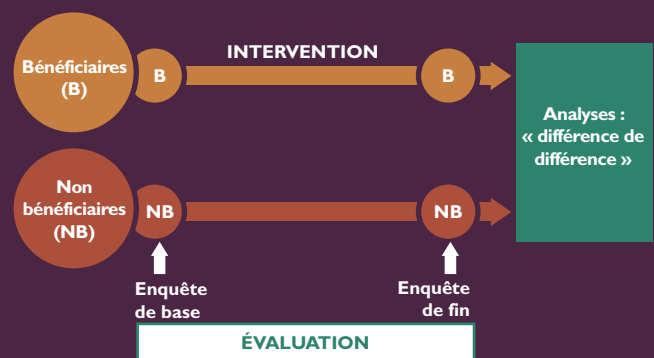 INTERVENTION
Bénéficiaires
(B)
B
B
Analyses :
« différence de
différence »
Non
bénéficiaires
(NB)
NB
NB
Enquête
de base
Enquête
de fin
ÉVALUATION